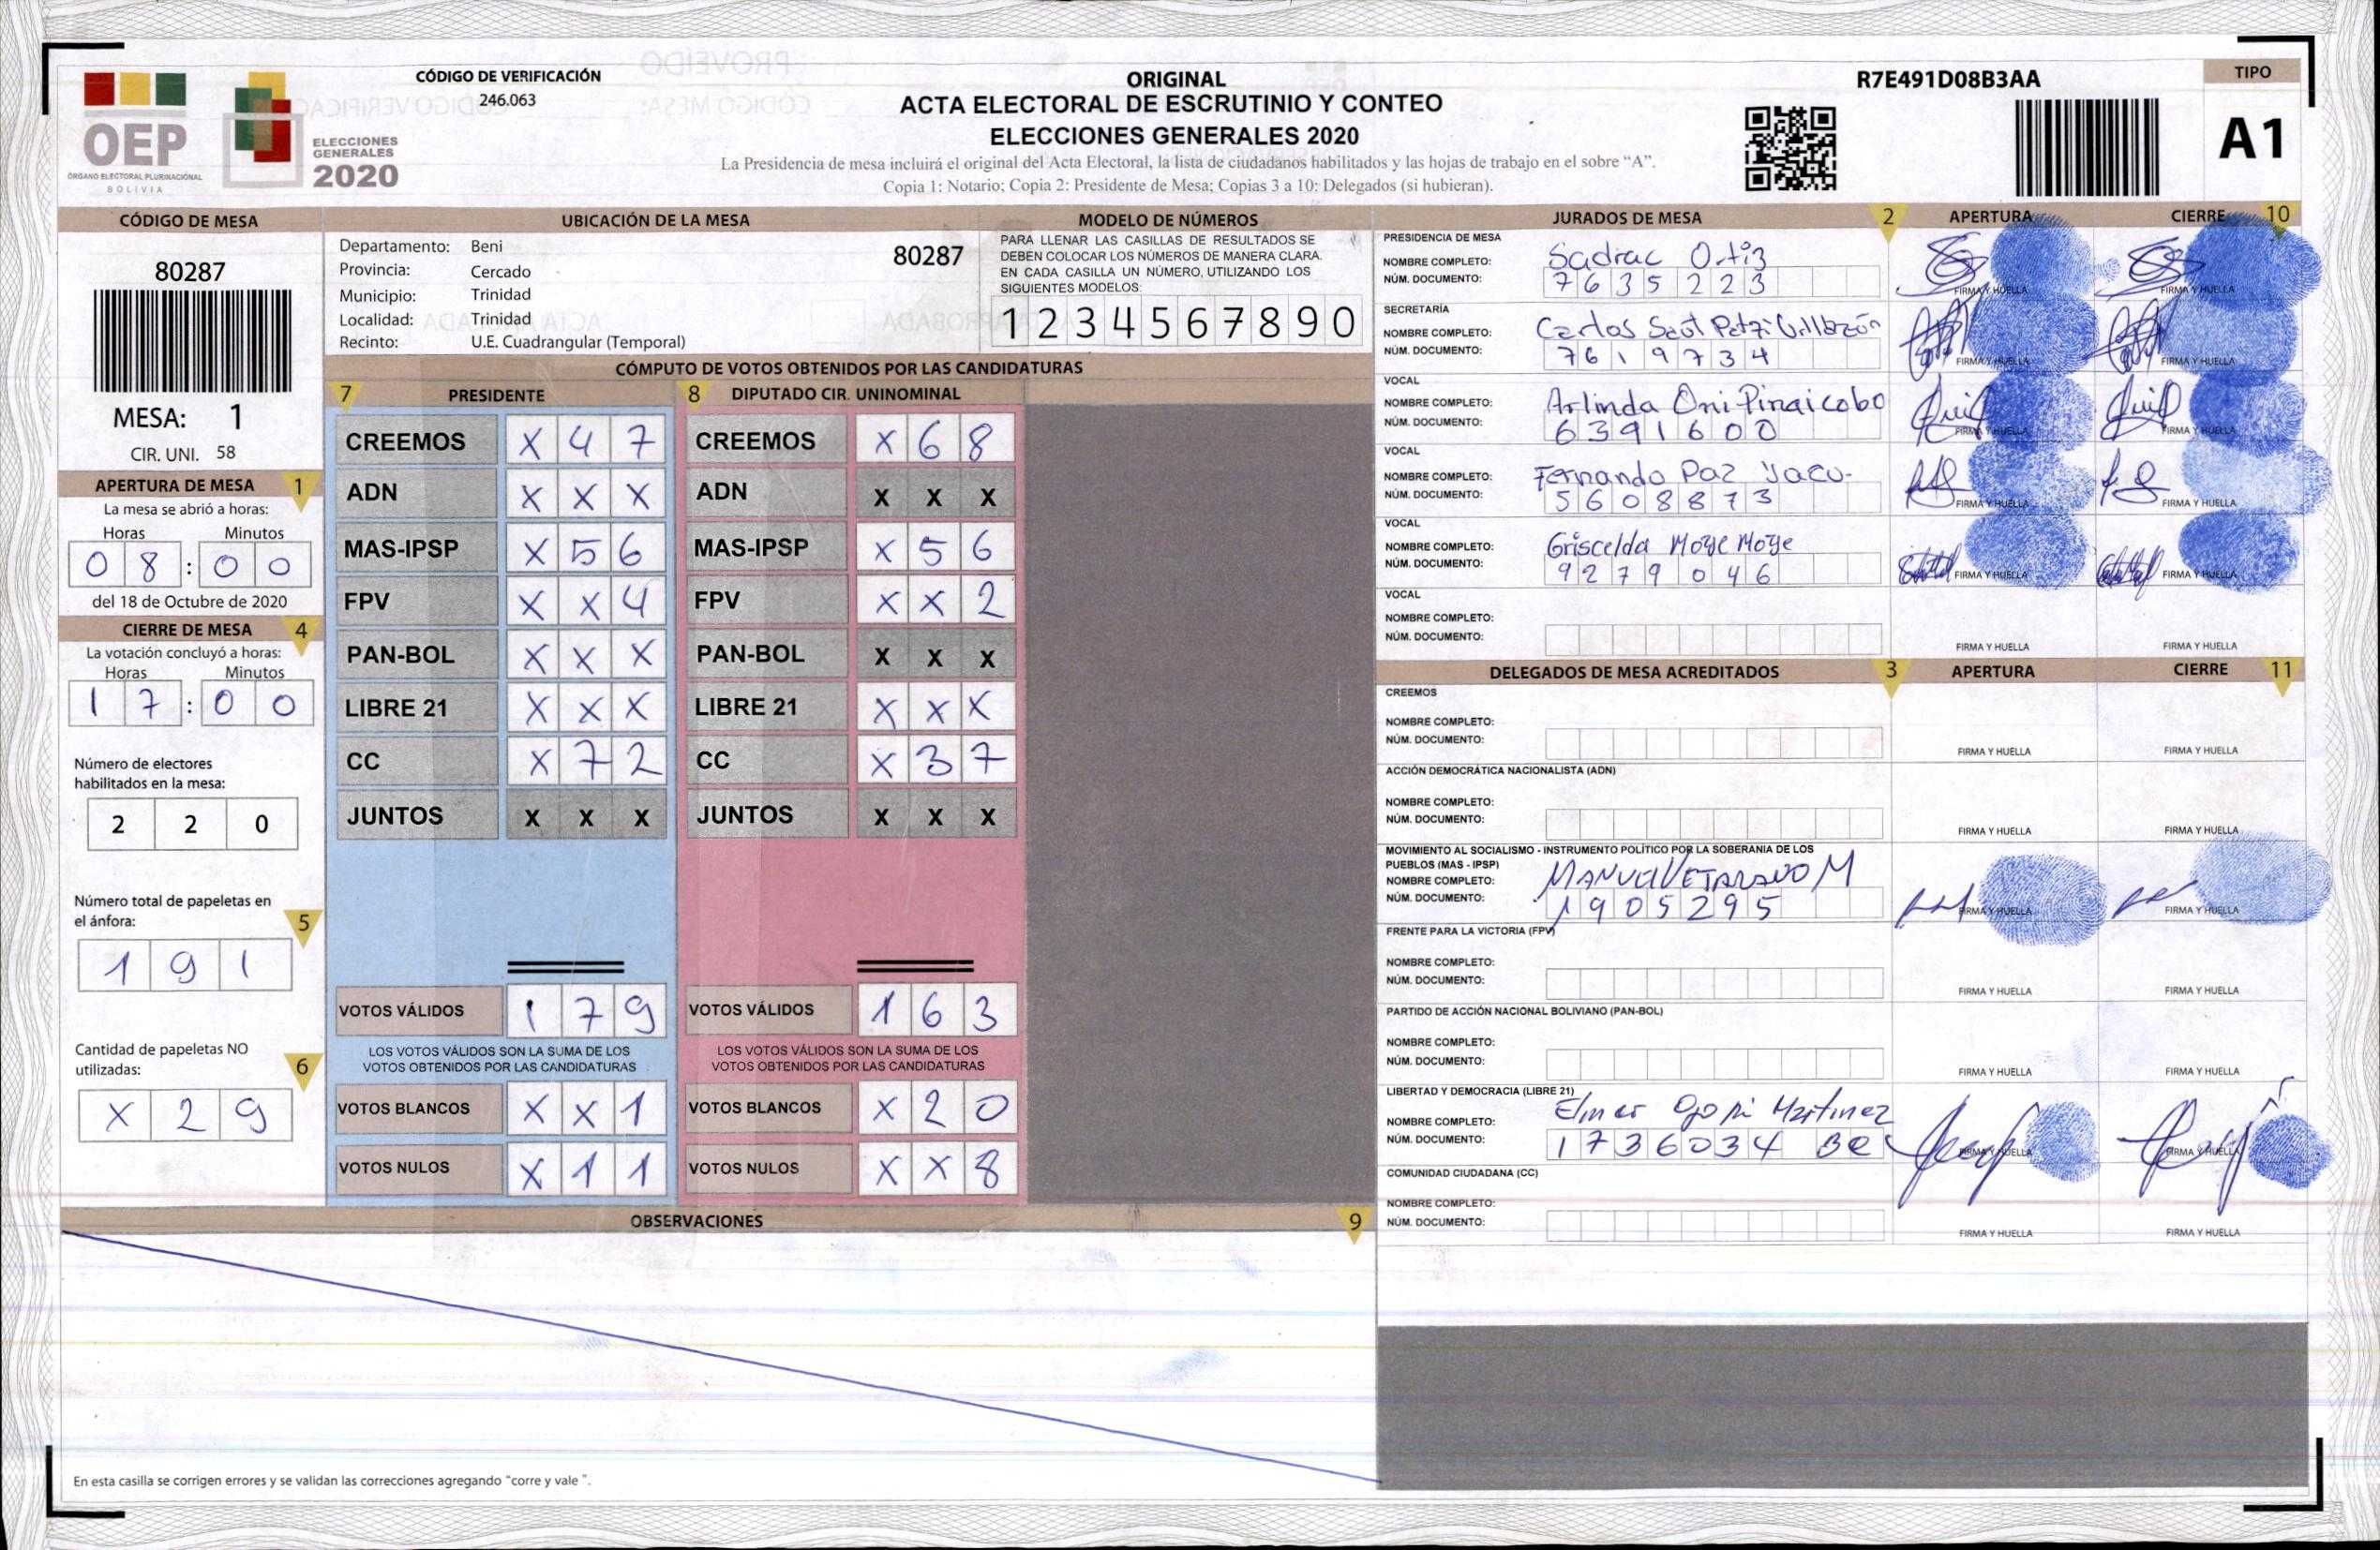 CÓDIGO DE VERIFICACIÓN
246.063
OEP
ÓRGANO ELECTORAL PLURINACIONAL
BOLIVIA
ELECCIONES
GENERALES
2020
ORIGINAL
ACTA ELECTORAL DE ESCRUTINIO Y CONTEO
ELECCIONES GENERALES 2020
La Presidencia de mesa incluirá el original del Acta Electoral, la lista de ciudadanos habilitados y las hojas de trabajo en el sobre “A”.
Copia 1: Notario; Copia 2: Presidente de Mesa; Copias 3 a 10: Delegados (si hubieran).
R7E491D08B3AA
TIPO
A1
CÓDIGO DE MESA
80287
MESA: 1
CIR. UNI. 58
APERTURA DE MESA 1
La mesa se abrió a horas:
Horas Minutos
0 8 : 0 0
del 18 de Octubre de 2020
CIERRE DE MESA 4
La votación concluyó a horas:
Horas Minutos
1 7 : 0 0
Número de electores
habilitados en la mesa:
2 2 0
Número total de papeletas en
el ánfora: 5
1 9 1
Cantidad de papeletas NO
utilizadas: 6
X 2 9
UBICACIÓN DE LA MESA
Departamento: Beni 80287
Provincia: Cercado
Municipio: Trinidad
Localidad: Trinidad
Recinto: U.E. Cuadrangular (Temporal)
MODELO DE NÚMEROS
PARA LLENAR LAS CASILLAS DE RESULTADOS SE
DEBEN COLOCAR LOS NÚMEROS DE MANERA CLARA.
EN CADA CASILLA UN NÚMERO, UTILIZANDO LOS
SIGUIENTES MODELOS:
1 2 3 4 5 6 7 8 9 0
CÓMPUTO DE VOTOS OBTENIDOS POR LAS CANDIDATURAS
7 PRESIDENTE
CREEMOS X 4 7
ADN X X X
MAS-IPSP X 5 6
FPV X X 4
PAN-BOL X X X
LIBRE 21 X X X
CC X 7 2
JUNTOS X X X
VOTOS VÁLIDOS 1 7 9
LOS VOTOS VÁLIDOS SON LA SUMA DE LOS
VOTOS OBTENIDOS POR LAS CANDIDATURAS
VOTOS BLANCOS X X 1
VOTOS NULOS X 1 1
8 DIPUTADO CIR. UNINOMINAL
CREEMOS X 6 8
ADN X X X
MAS-IPSP X 5 6
FPV X X 2
PAN-BOL X X X
LIBRE 21 X X X
CC X 3 7
JUNTOS X X X
VOTOS VÁLIDOS 1 6 3
LOS VOTOS VÁLIDOS SON LA SUMA DE LOS
VOTOS OBTENIDOS POR LAS CANDIDATURAS
VOTOS BLANCOS X 2 0
VOTOS NULOS X X 8
OBSERVACIONES 9
En esta casilla se corrigen errores y se validan las correcciones agregando “corre y vale ”.
JURADOS DE MESA 2 APERTURA CIERRE 10
PRESIDENCIA DE MESA
NOMBRE COMPLETO: Sadrac Ortiz
NÚM. DOCUMENTO: 7635223
FIRMA Y HUELLA FIRMA Y HUELLA
SECRETARÍA
NOMBRE COMPLETO: Carlos Petzi Villazón
NÚM. DOCUMENTO: 7619734
FIRMA Y HUELLA FIRMA Y HUELLA
VOCAL
NOMBRE COMPLETO: Arlinda Oni Pinaicobo
NÚM. DOCUMENTO: 6391600
FIRMA Y HUELLA FIRMA Y HUELLA
VOCAL
NOMBRE COMPLETO: Fernando Paz
NÚM. DOCUMENTO: 5608873
FIRMA Y HUELLA FIRMA Y HUELLA
VOCAL
NOMBRE COMPLETO: Griscelda Moye Moye
NÚM. DOCUMENTO: 9279046
FIRMA Y HUELLA FIRMA Y HUELLA
VOCAL
NOMBRE COMPLETO:
NÚM. DOCUMENTO:
FIRMA Y HUELLA FIRMA Y HUELLA
DELEGADOS DE MESA ACREDITADOS 3 APERTURA CIERRE 11
CREEMOS
NOMBRE COMPLETO:
NÚM. DOCUMENTO:
FIRMA Y HUELLA FIRMA Y HUELLA
ACCIÓN DEMOCRÁTICA NACIONALISTA (ADN)
NOMBRE COMPLETO:
NÚM. DOCUMENTO:
FIRMA Y HUELLA FIRMA Y HUELLA
MOVIMIENTO AL SOCIALISMO - INSTRUMENTO POLÍTICO POR LA SOBERANIA DE LOS
PUEBLOS (MAS - IPSP)
NOMBRE COMPLETO: MANUEL M
NÚM. DOCUMENTO: 1905295
FIRMA Y HUELLA FIRMA Y HUELLA
FRENTE PARA LA VICTORIA (FPV)
NOMBRE COMPLETO:
NÚM. DOCUMENTO:
FIRMA Y HUELLA FIRMA Y HUELLA
PARTIDO DE ACCIÓN NACIONAL BOLIVIANO (PAN-BOL)
NOMBRE COMPLETO:
NÚM. DOCUMENTO:
FIRMA Y HUELLA FIRMA Y HUELLA
LIBERTAD Y DEMOCRACIA (LIBRE 21)
NOMBRE COMPLETO: Elmer Martinez
NÚM. DOCUMENTO: 1736034 Be
FIRMA Y HUELLA FIRMA Y HUELLA
COMUNIDAD CIUDADANA (CC)
NOMBRE COMPLETO:
NÚM. DOCUMENTO:
FIRMA Y HUELLA FIRMA Y HUELLA